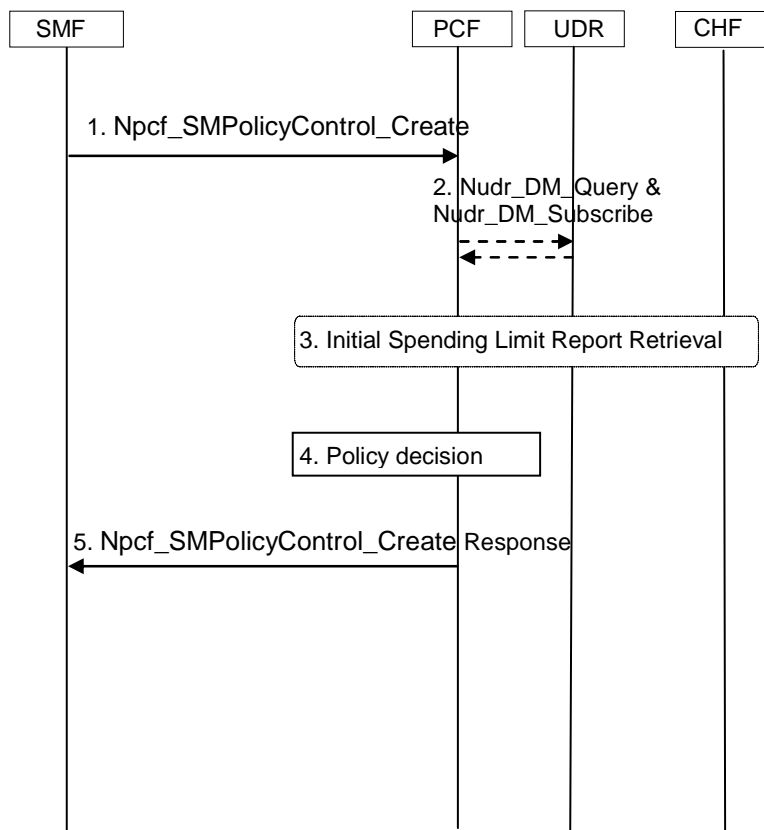 SMF PCF UDR CHF
1. Npcf_SMPolicyControl_Create
2. Nudr_DM_Query &
Nudr_DM_Subscribe
3. Initial Spending Limit Report Retrieval
4. Policy decision
5. Npcf_SMPolicyControl_Create Response